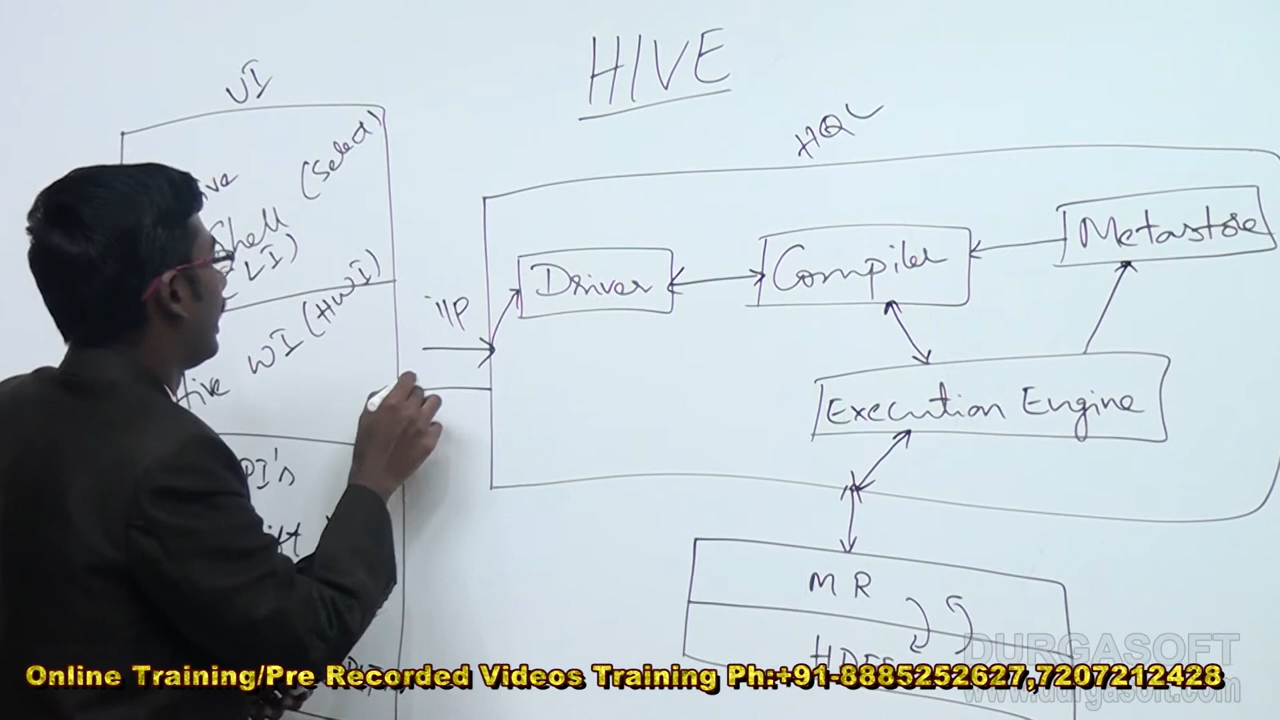 HIVE
UI
HQL
Shell (Select)
WI (HWI)
PI's
i/p
Driver
Compiler
Metastore
Execution Engine
MR
DURGASOFT
www.durgasoft.com
Online Training/Pre Recorded Videos Training Ph:+91-8885252627,7207212428